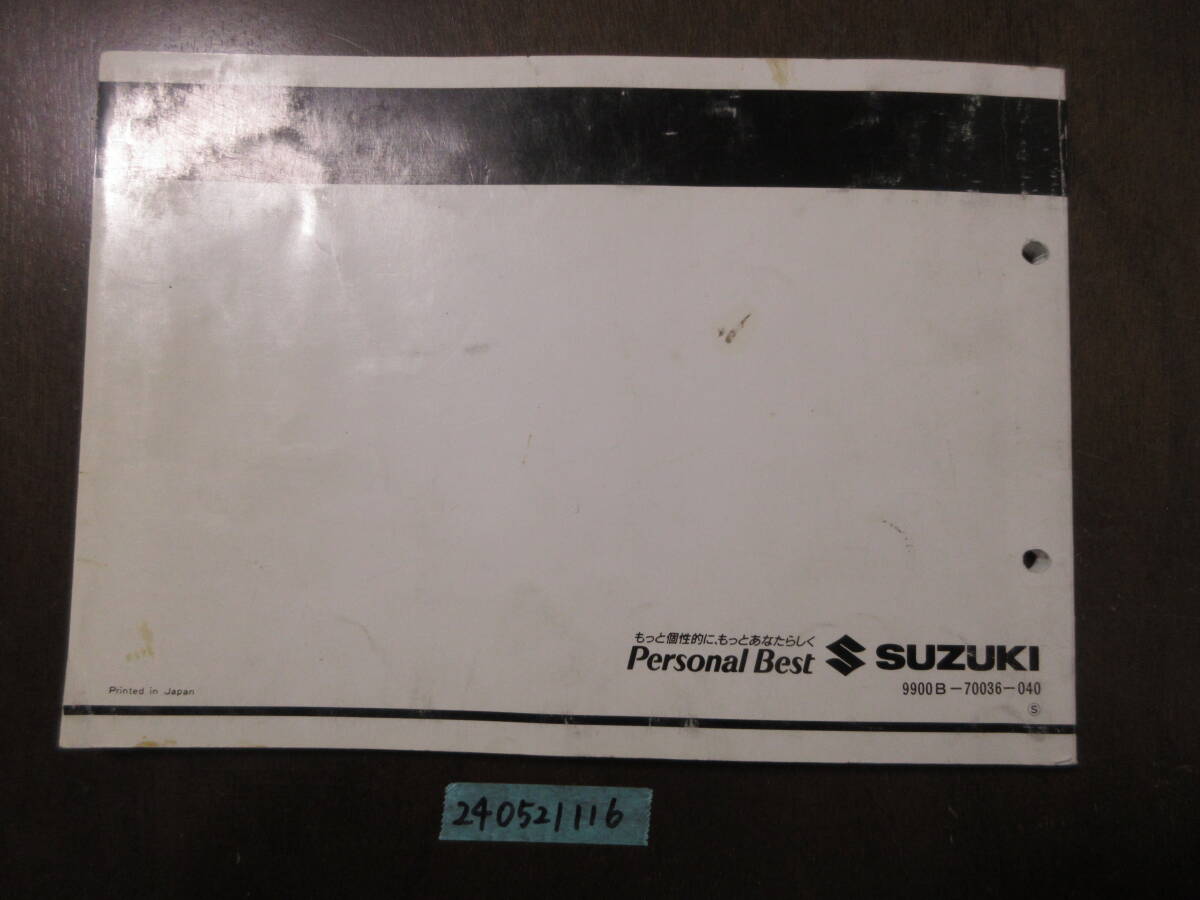 もっと個性的に、もっとあなたらしく
Personal Best SUZUKI
9900B-70036-040
Ⓢ
Printed in Japan
240521116